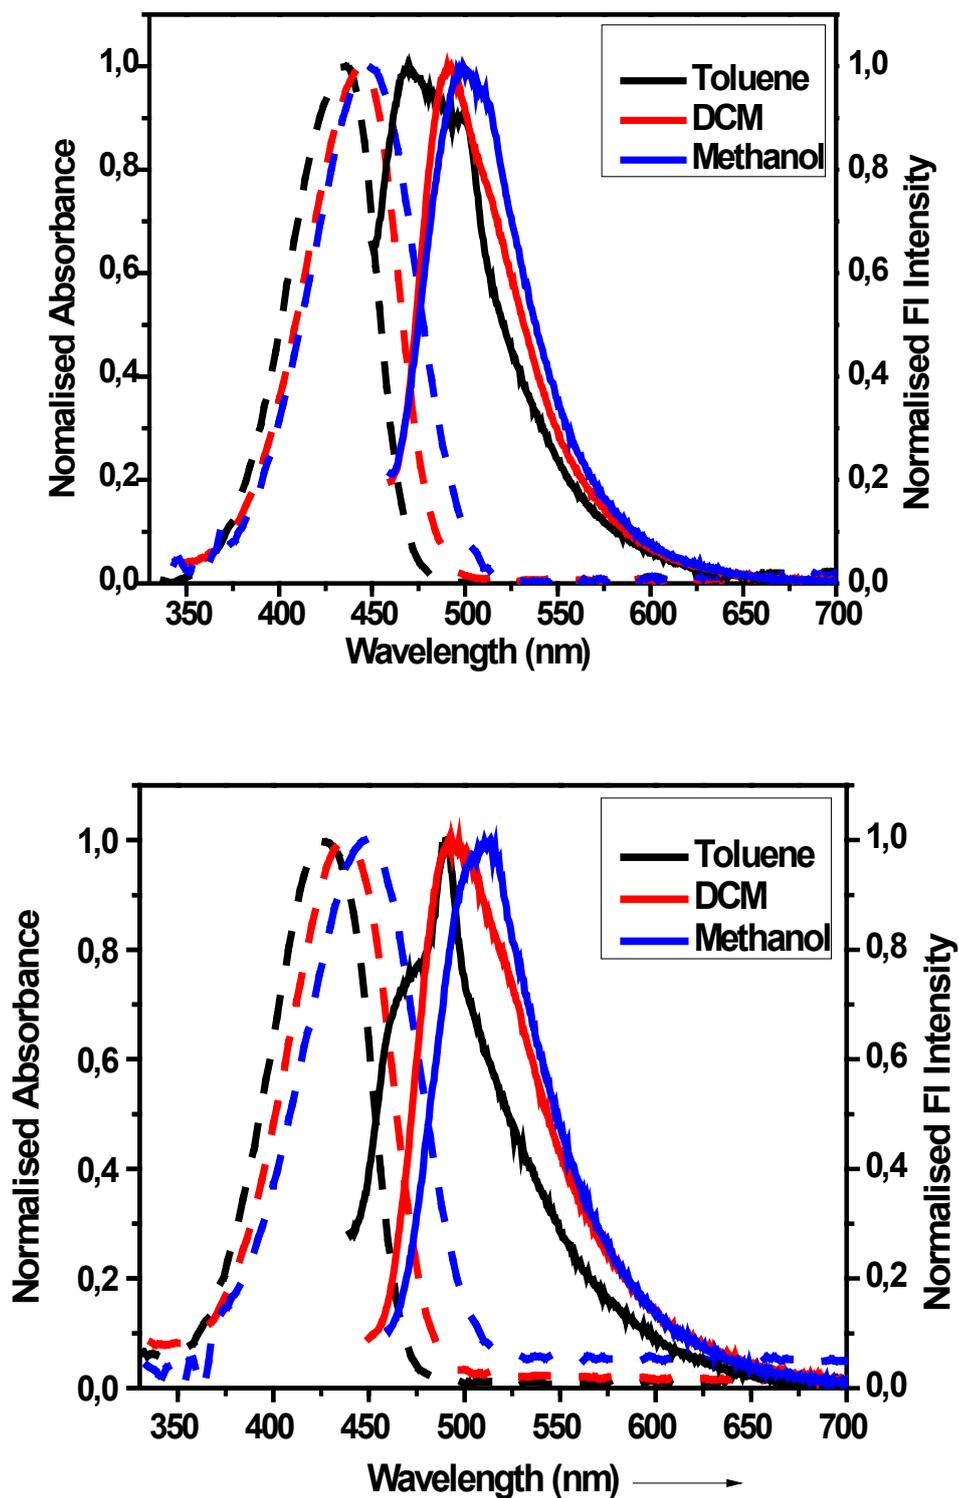 1,0
0,8
0,6
0,4
0,2
0,0
Nomalised Absorbance
Toluene
DCM
Methanol
1,0
0,8
0,6
0,4
0,2
0,0
Normalised Fl Intensity
350 400 450 500 550 600 650 700
Wavelength (nm)
1,0
0,8
0,6
0,4
0,2
0,0
Normalised Absorbance
Toluene
DCM
Methanol
1,0
0,8
0,6
0,4
0,2
0,0
Normalised Fl Intensity
350 400 450 500 550 600 650 700
Wavelength (nm)